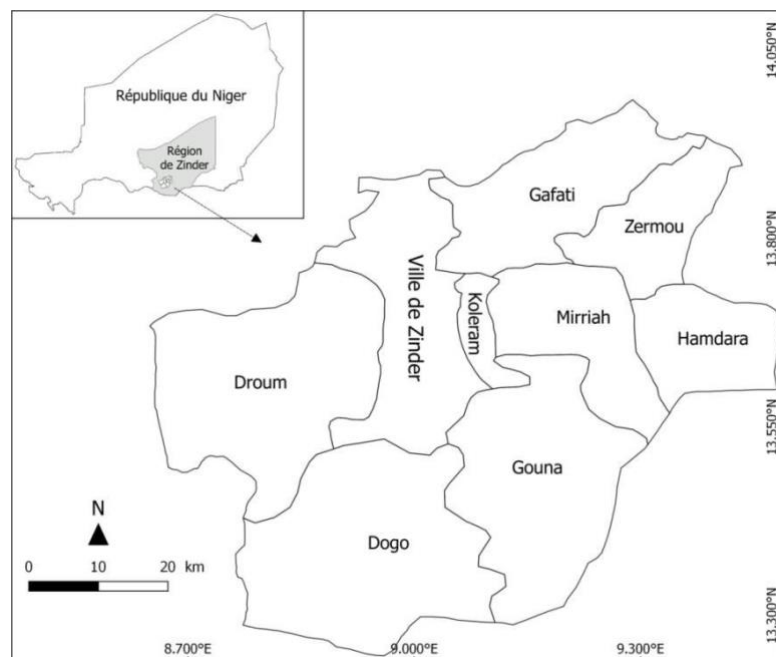 République du Niger
Région
de Zinder
14.050°N
Gafati
Zermou
13.800°N
Ville de Zinder
Koleram
Mirriah
Hamdara
Droum
13.550°N
Gouna
N
Dogo
0 10 20 km
13.300°N
8.700°E 9.000°E 9.300°E